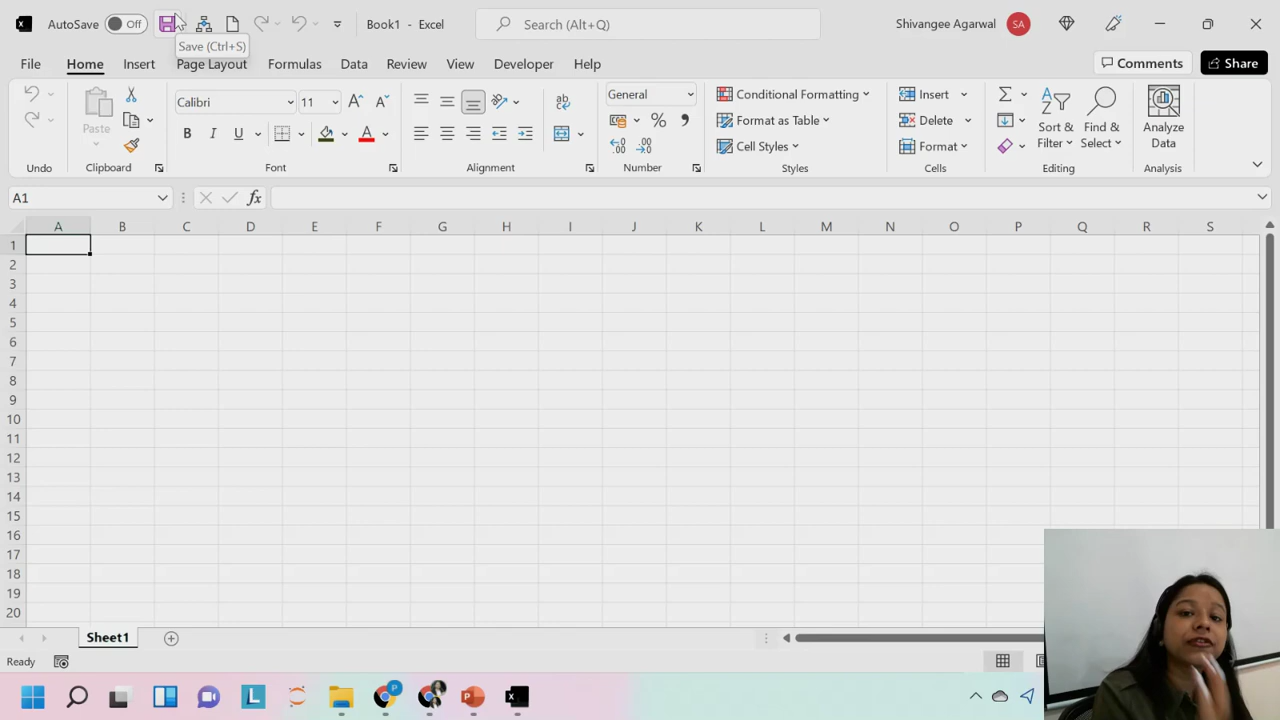 AutoSave Off Book1 - Excel Search (Alt+Q) Shivangee Agarwal SA
Save (Ctrl+S)
File Home Insert Page Layout Formulas Data Review View Developer Help Comments Share
Calibri 11 General Conditional Formatting Insert
Paste Format as Table Delete Sort & Filter Find & Select Analyze Data
B I U Cell Styles Format
Undo Clipboard Font Alignment Number Styles Cells Editing Analysis
A1 fx
A B C D E F G H I J K L M N O P Q R S
1
2
3
4
5
6
7
8
9
10
11
12
13
14
15
16
17
18
19
20
Sheet1
Ready